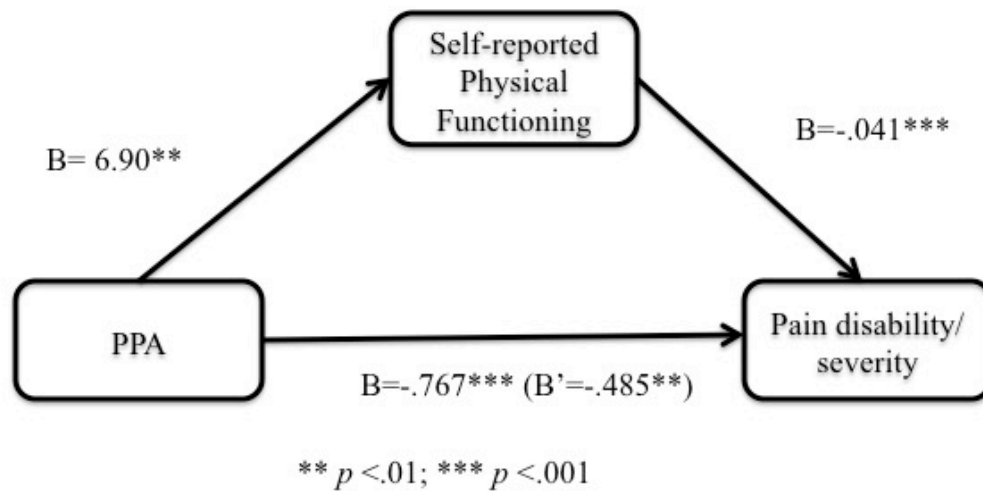 Self-reported
Physical
Functioning
B= 6.90**
B=-.041***
PPA
Pain disability/
severity
B=-.767*** (B’=-.485**)
** p <.01; *** p <.001